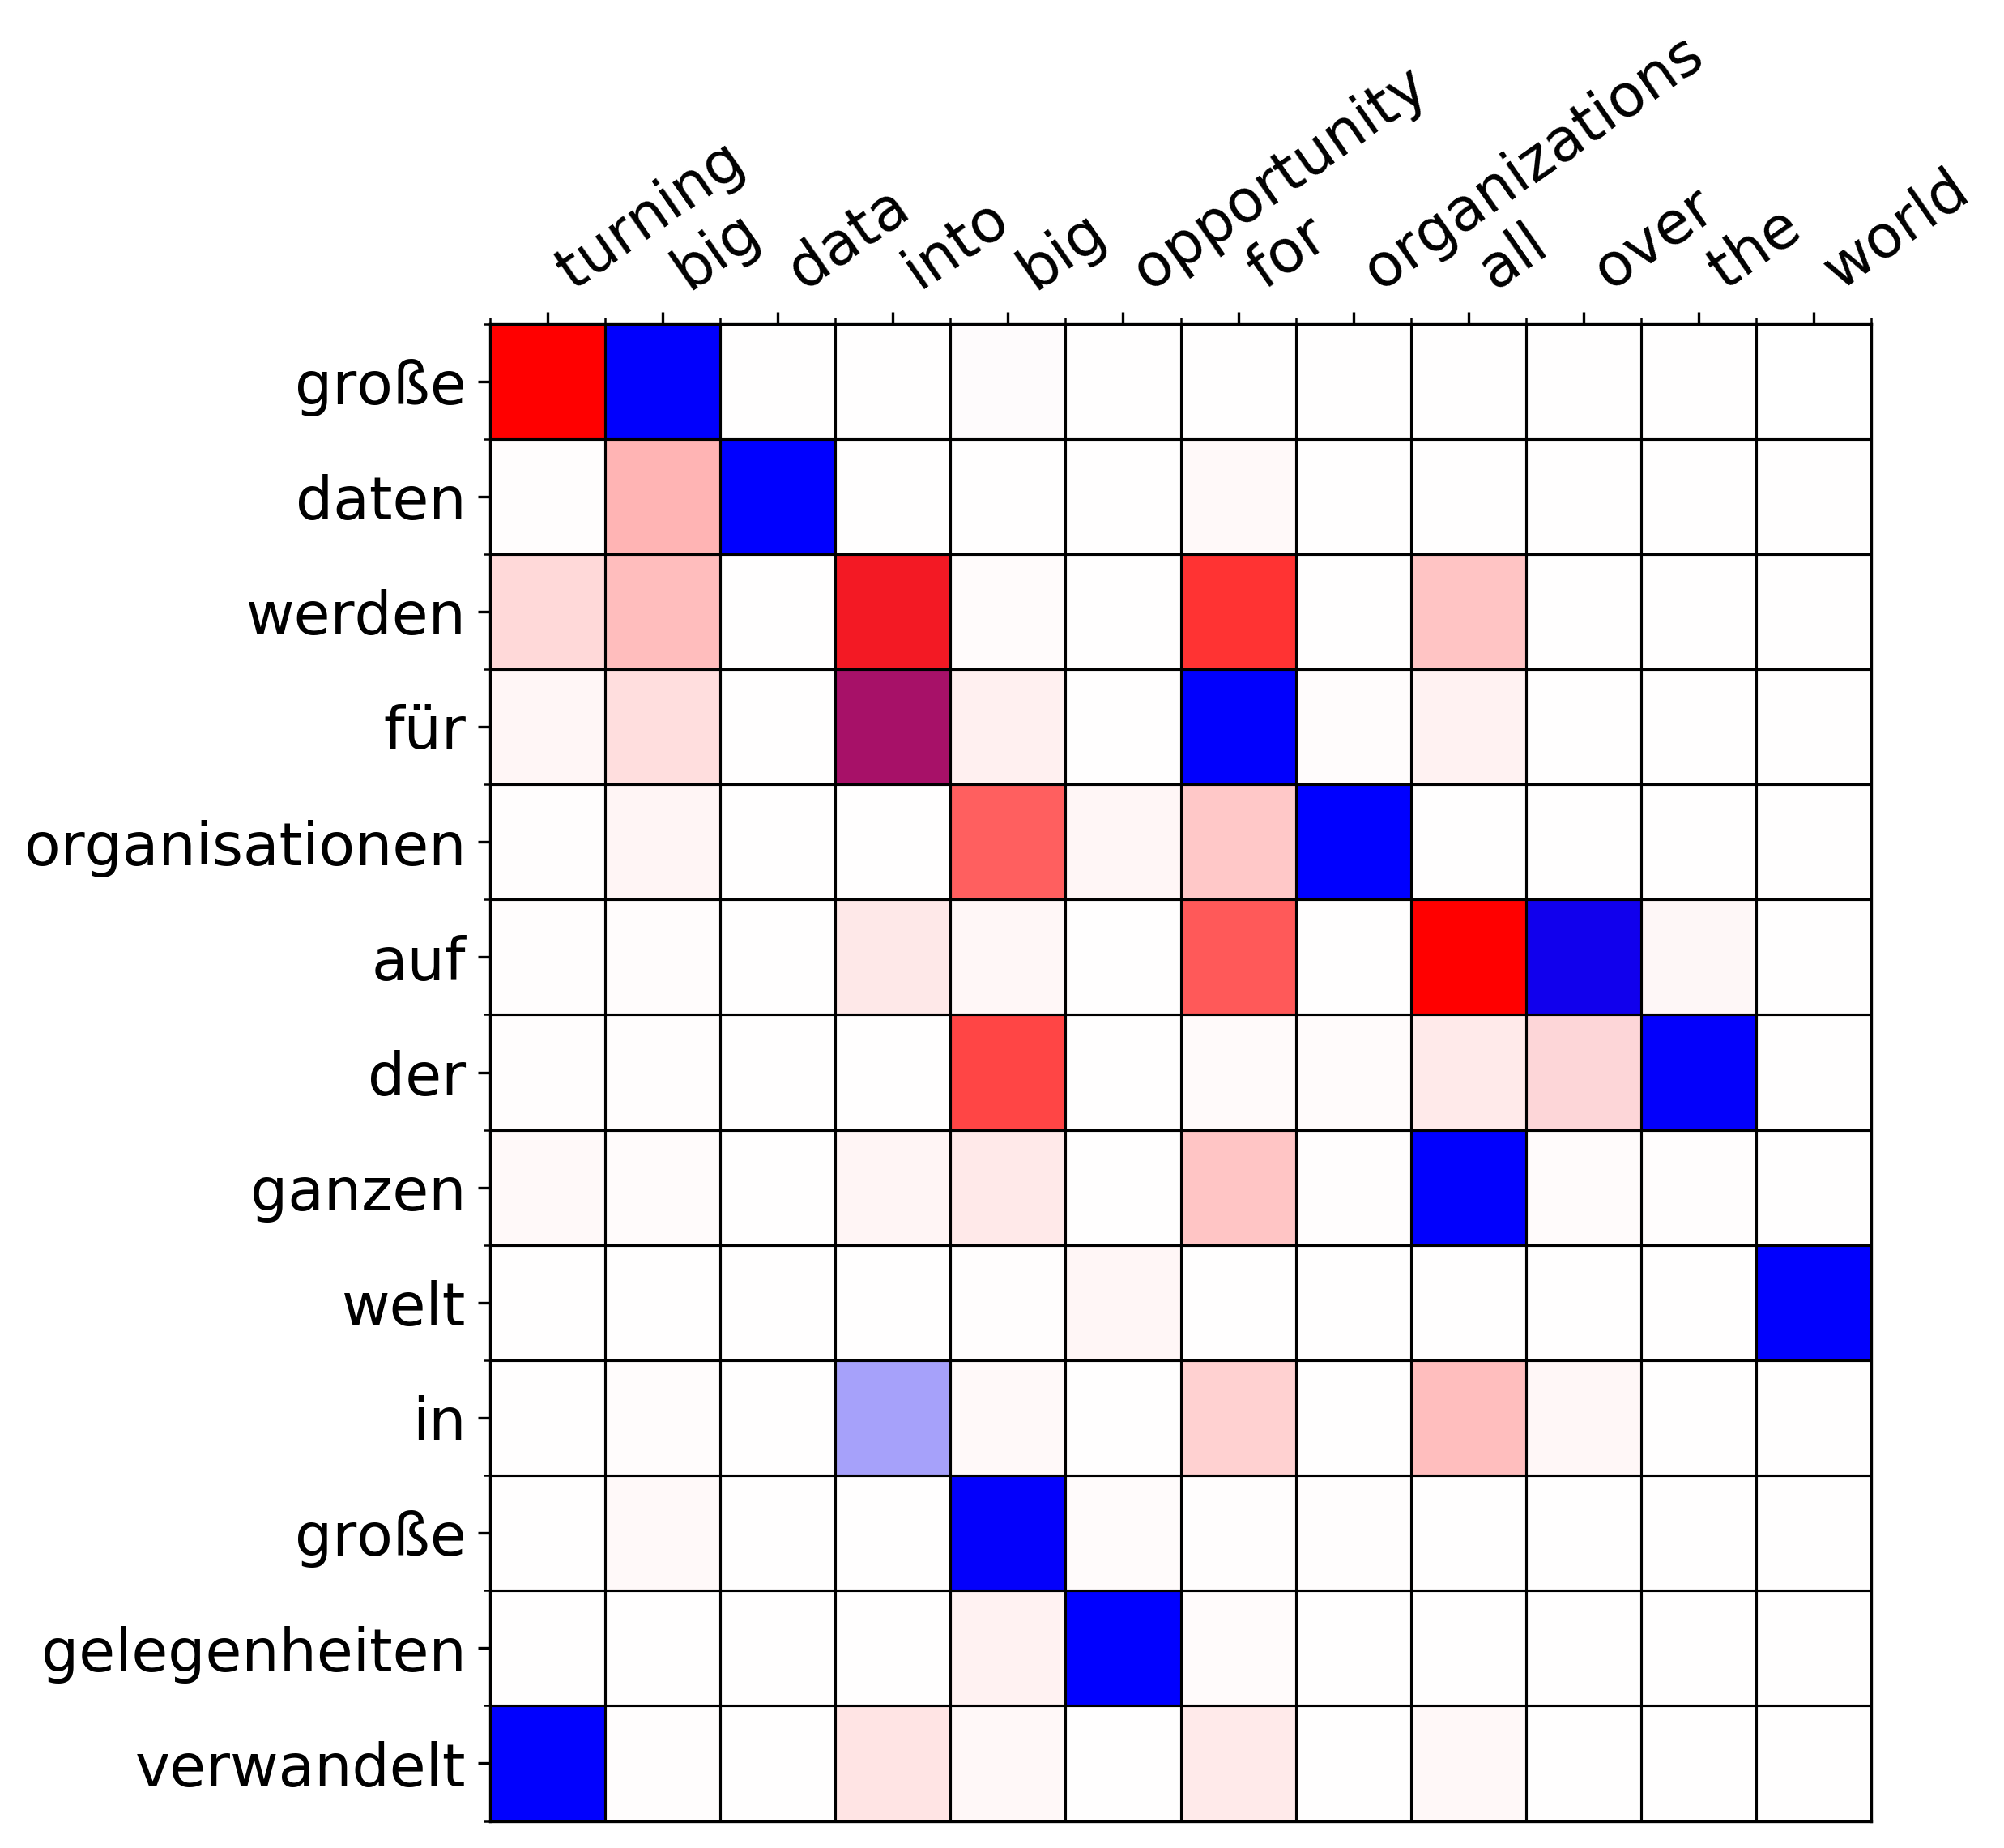 turning
big
data
into
big
opportunity
for
organizations
all
over
the
world
große
daten
werden
für
organisationen
auf
der
ganzen
welt
in
große
gelegenheiten
verwandelt